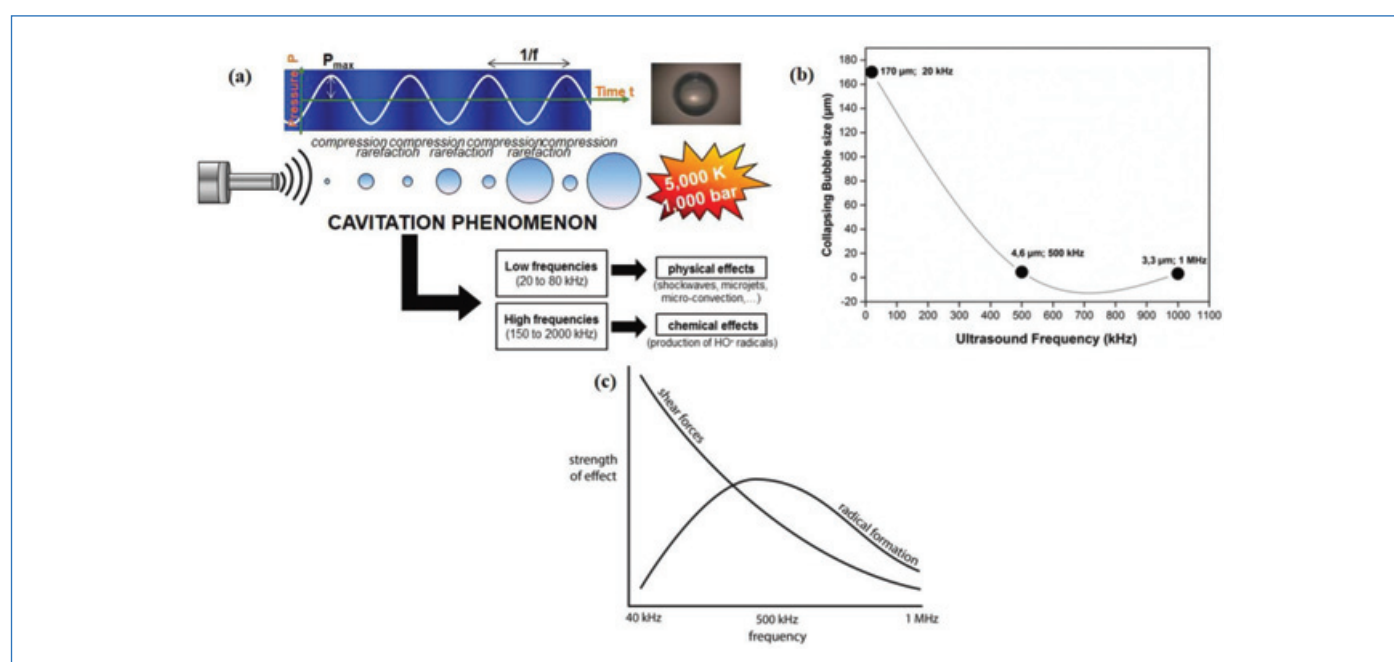 (a)
Pressure P
Pmax
1/f
Time t
compression compression compression compression
rarefaction rarefaction rarefaction
5,000 K
1,000 bar
CAVITATION PHENOMENON
Low frequencies
(20 to 80 kHz)
physical effects
(shockwaves, microjets,
micro-convection,...)
High frequencies
(150 to 2000 kHz)
chemical effects
(production of HO• radicals)
(b)
Collapsing Bubble size (µm)
180
160
140
120
100
80
60
40
20
0
-20
170 µm; 20 kHz
4,6 µm; 500 kHz
3,3 µm; 1 MHz
0 100 200 300 400 500 600 700 800 900 1000 1100
Ultrasound Frequency (kHz)
(c)
shear forces
strength
of effect
radical formation
40 kHz 500 kHz 1 MHz
frequency